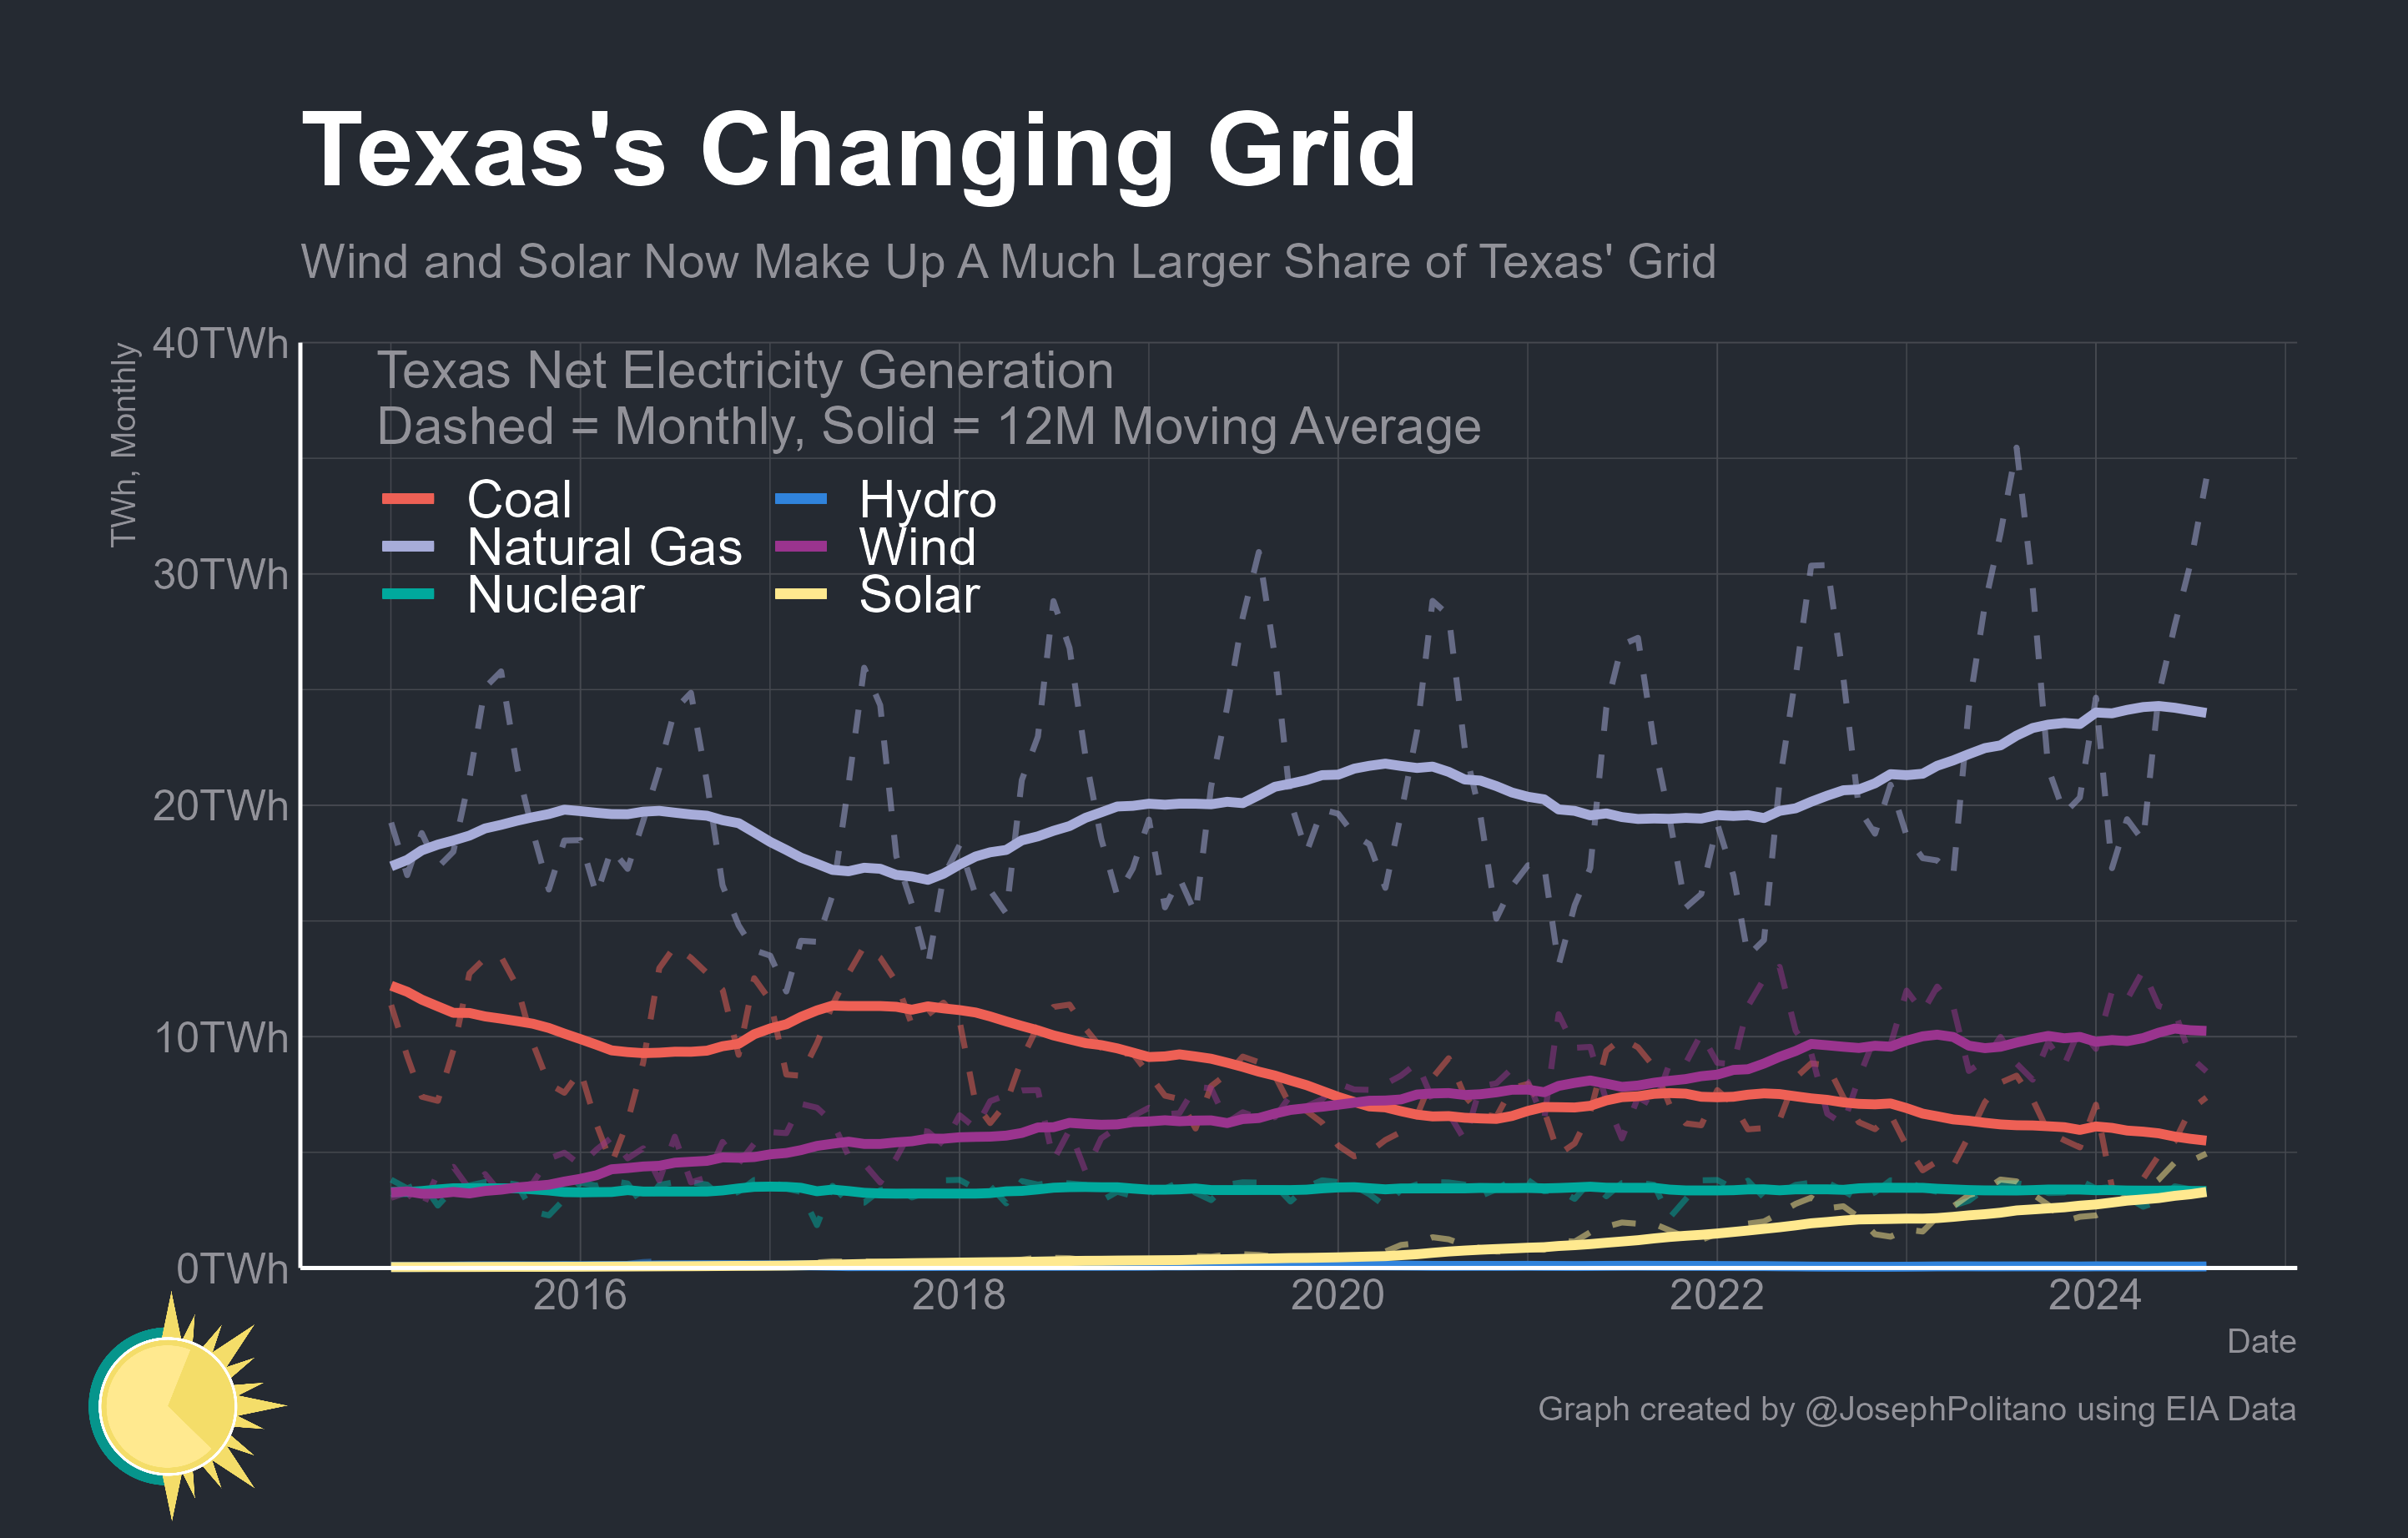 Texas's Changing Grid
Wind and Solar Now Make Up A Much Larger Share of Texas' Grid
TWh, Monthly
40TWh
30TWh
20TWh
10TWh
0TWh
Texas Net Electricity Generation
Dashed = Monthly, Solid = 12M Moving Average
Coal
Natural Gas
Nuclear
Hydro
Wind
Solar
2016 2018 2020 2022 2024
Date
Graph created by @JosephPolitano using EIA Data